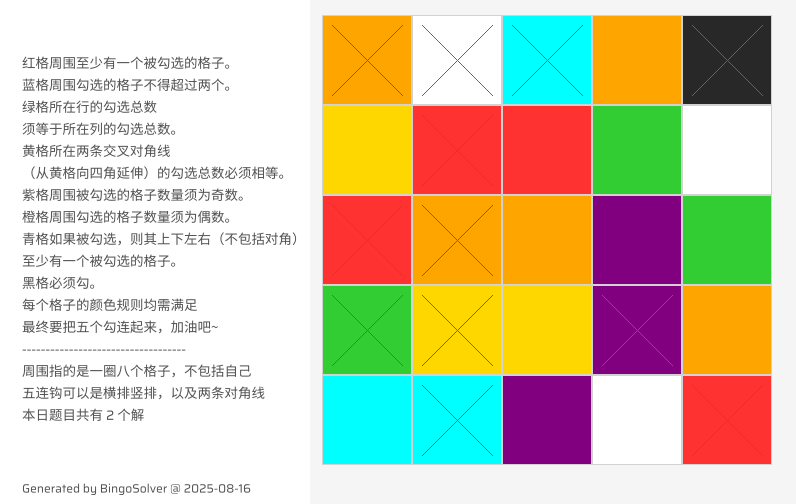 红格周围至少有一个被勾选的格子。
蓝格周围勾选的格子不得超过两个。
绿格所在行的勾选总数
须等于所在列的勾选总数。
黄格所在两条交叉对角线
（从黄格向四角延伸）的勾选总数必须相等。
紫格周围被勾选的格子数量须为奇数。
橙格周围勾选的格子数量须为偶数。
青格如果被勾选，则其上下左右（不包括对角）
至少有一个被勾选的格子。
黑格必须勾。
每个格子的颜色规则均需满足
最终要把五个勾连起来，加油吧~
----------------------------------
周围指的是一圈八个格子，不包括自己
五连钩可以是横排竖排，以及两条对角线
本日题目共有 2 个解
Generated by BingoSolver @ 2025-08-16